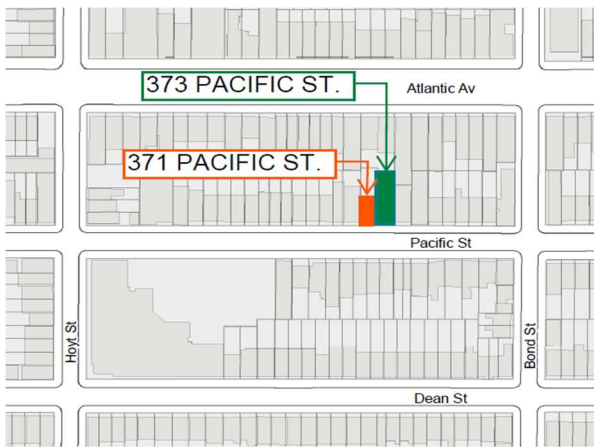 373 PACIFIC ST.
Atlantic Av
371 PACIFIC ST.
Pacific St
Hoyt St
Bond St
Dean St